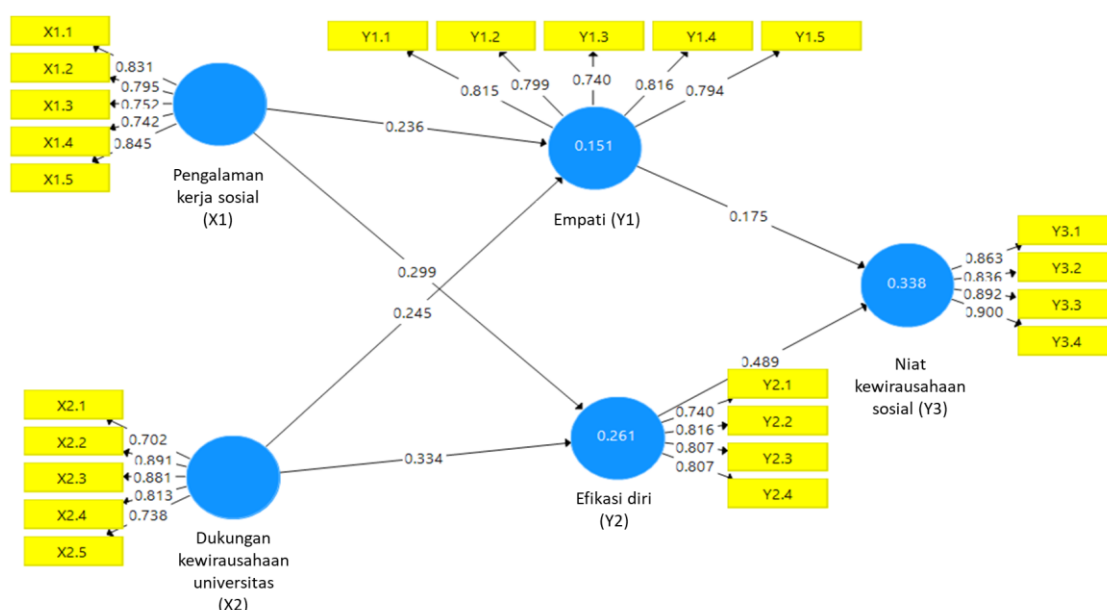 X1.1
X1.2
X1.3
X1.4
X1.5
0.831
0.795
0.752
0.742
0.845
Pengalaman
kerja sosial
(X1)
Y1.1
Y1.2
Y1.3
Y1.4
Y1.5
0.815
0.799
0.740
0.816
0.794
0.236
0.151
Empati (Y1)
0.175
0.299
0.245
Y3.1
Y3.2
Y3.3
Y3.4
0.863
0.836
0.892
0.900
0.338
Niat
kewirausahaan
sosial (Y3)
0.489
X2.1
X2.2
X2.3
X2.4
X2.5
0.702
0.891
0.881
0.813
0.738
Dukungan
kewirausahaan
universitas
(X2)
0.334
0.261
Efikasi diri
(Y2)
0.740
0.816
0.807
0.807
Y2.1
Y2.2
Y2.3
Y2.4